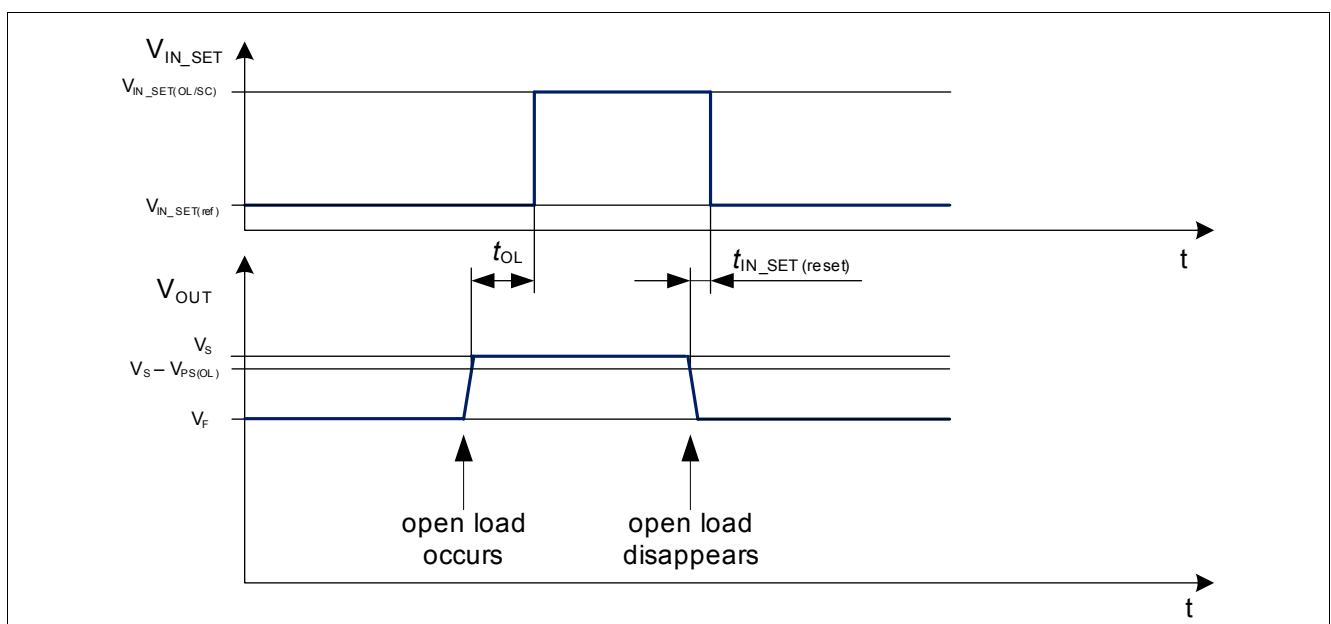 V_IN_SET
V_IN_SET(OL/SC)
V_IN_SET(ref)
t
t_OL
t_IN_SET (reset)
V_OUT
V_S
V_S – V_PS(OL)
V_F
open load
occurs
open load
disappears
t